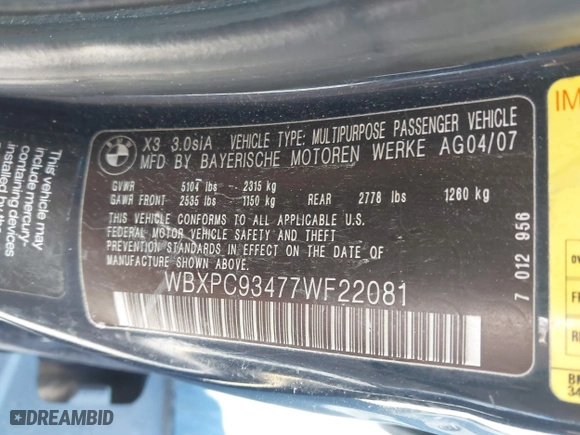 This vehicle may
include mercury-
containing devices
installed by the
BMW
X3 3.0siA VEHICLE TYPE: MULTIPURPOSE PASSENGER VEHICLE
MFD BY BAYERISCHE MOTOREN WERKE AG04/07
GVWR 5104 lbs 2315 kg
GAWR FRONT 2535 lbs 1150 kg REAR 2778 lbs 1260 kg
THIS VEHICLE CONFORMS TO ALL APPLICABLE U.S.
FEDERAL MOTOR VEHICLE SAFETY AND THEFT
PREVENTION STANDARDS IN EFFECT ON THE DATE OF
MANUFACTURE SHOWN ABOVE.
WBXPC93477WF22081
7 012 956
DREAMBID